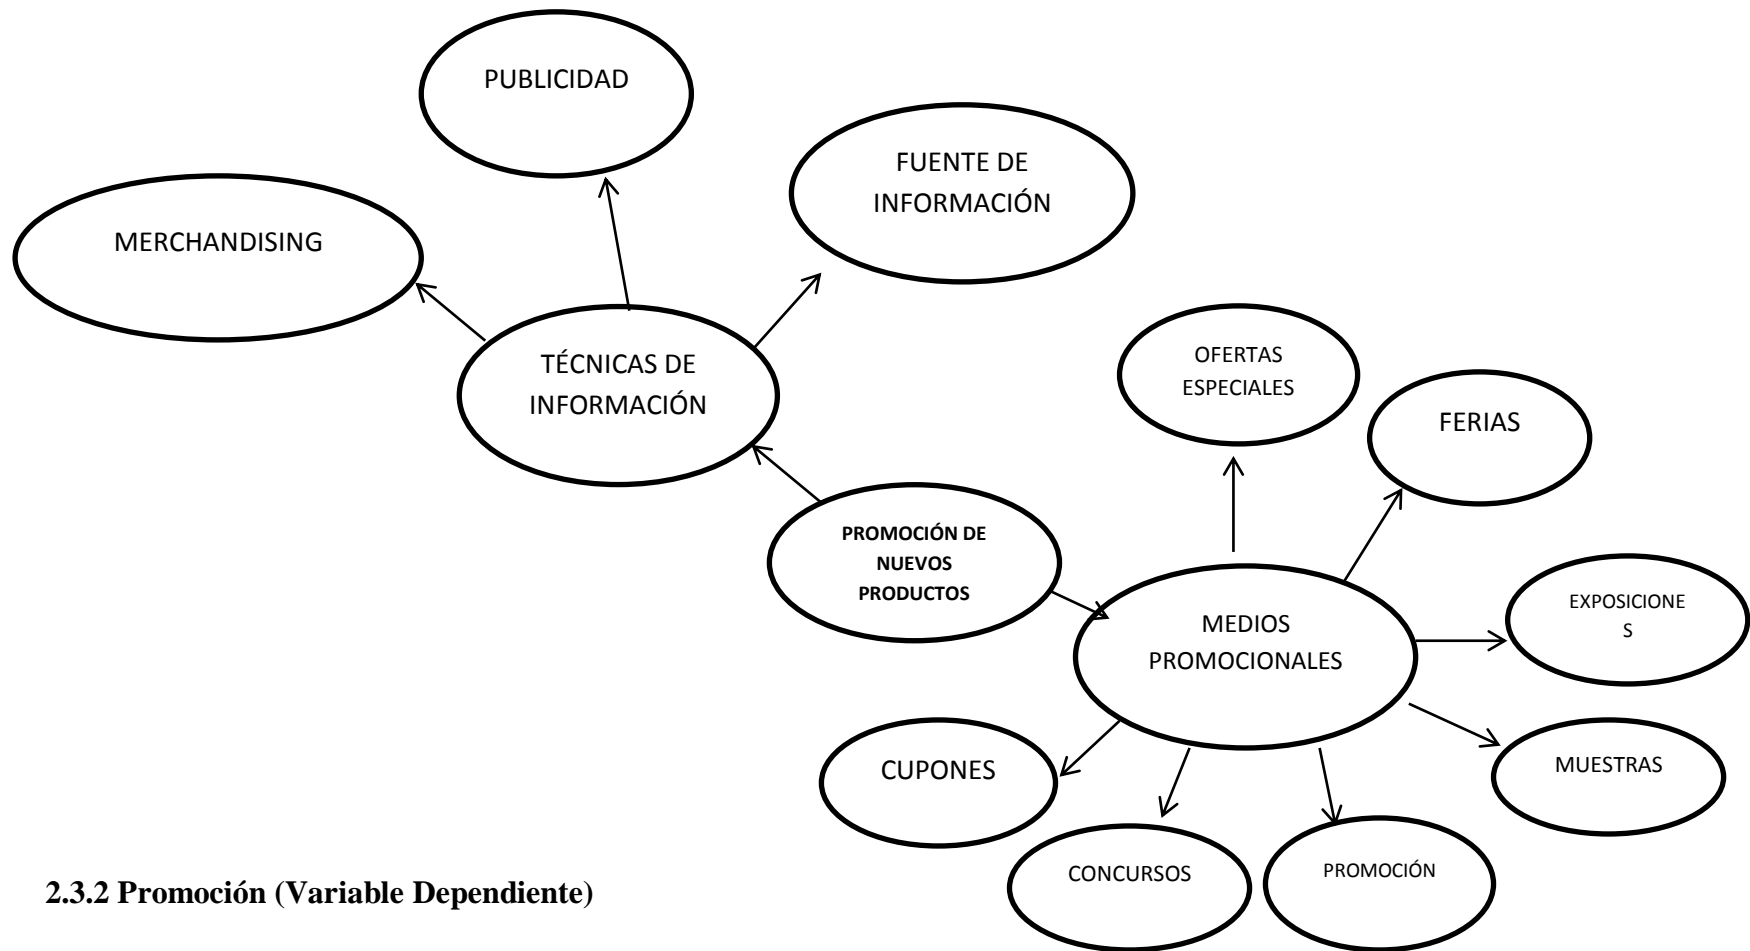 PUBLICIDAD
FUENTE DE
INFORMACIÓN
MERCHANDISING
TÉCNICAS DE
INFORMACIÓN
OFERTAS
ESPECIALES
FERIAS
PROMOCIÓN DE
NUEVOS
PRODUCTOS
MEDIOS
PROMOCIONALES
EXPOSICIONE
S
CUPONES
MUESTRAS
CONCURSOS
PROMOCIÓN
2.3.2 Promoción (Variable Dependiente)